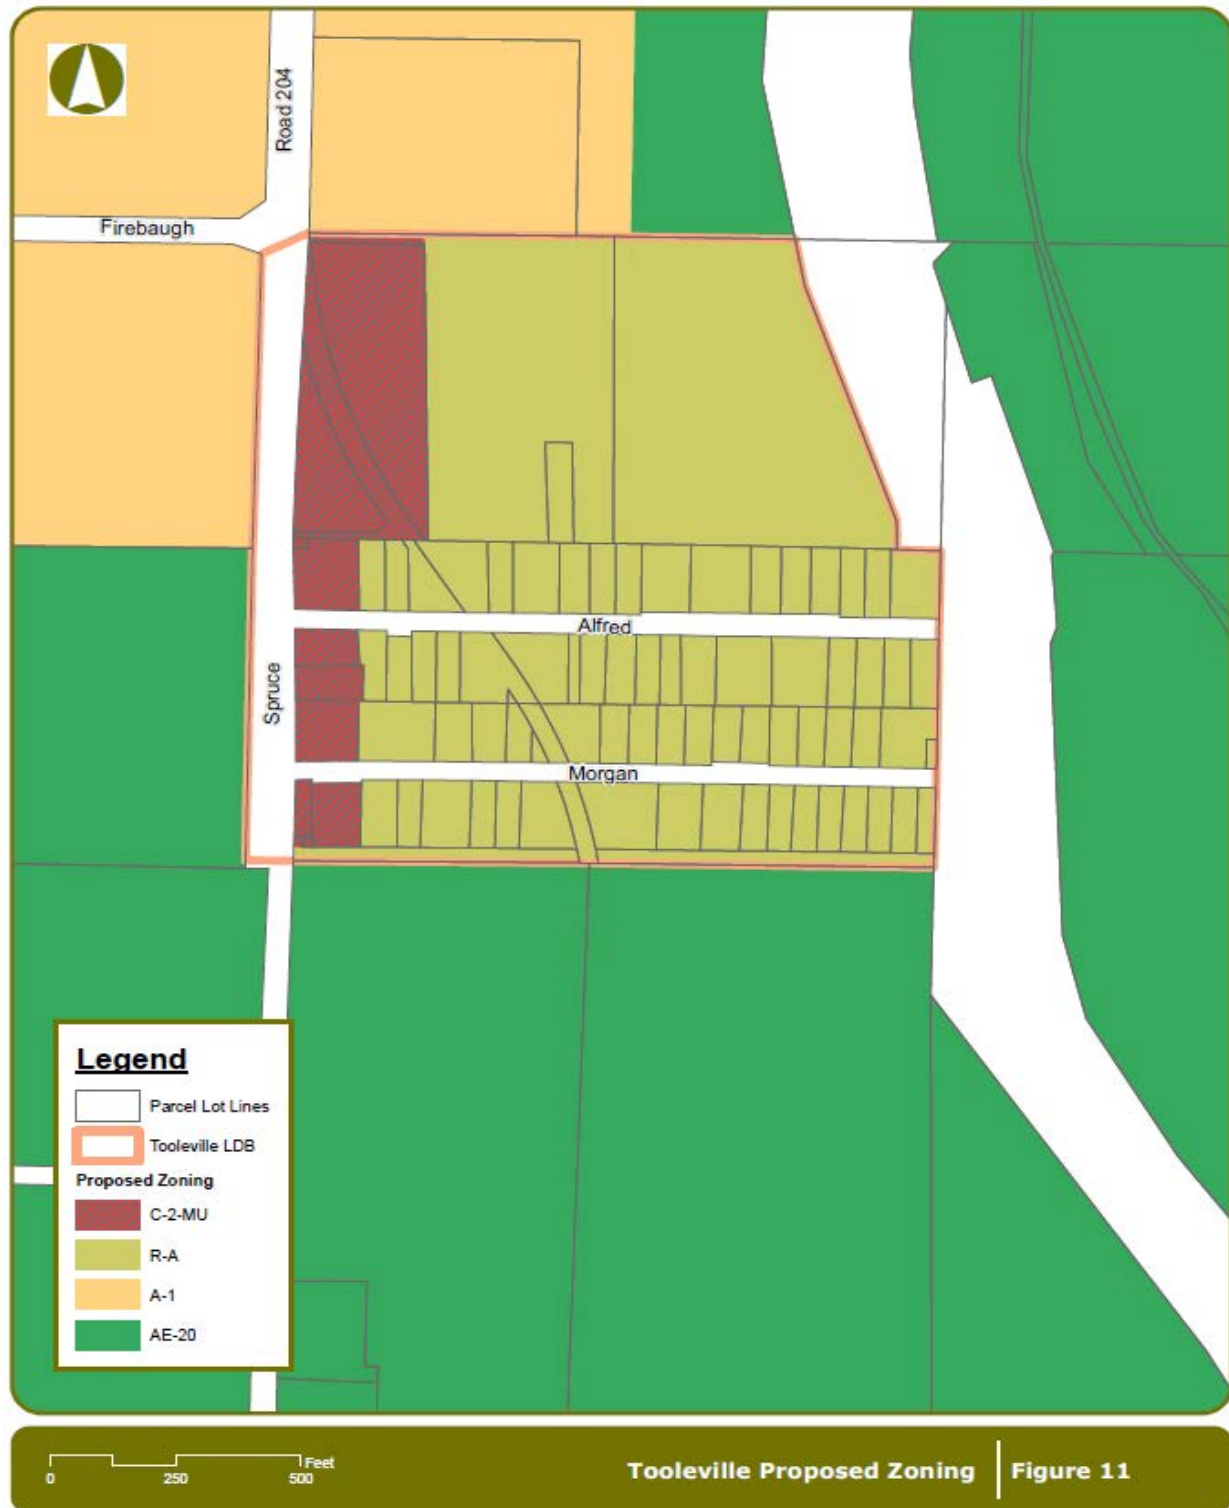 Road 204
Firebaugh
Alfred
Spruce
Morgan
Legend
Parcel Lot Lines
Tooleville LDB
Proposed Zoning
C-2-MU
R-A
A-1
AE-20
Feet
0 250 500
Tooleville Proposed Zoning Figure 11